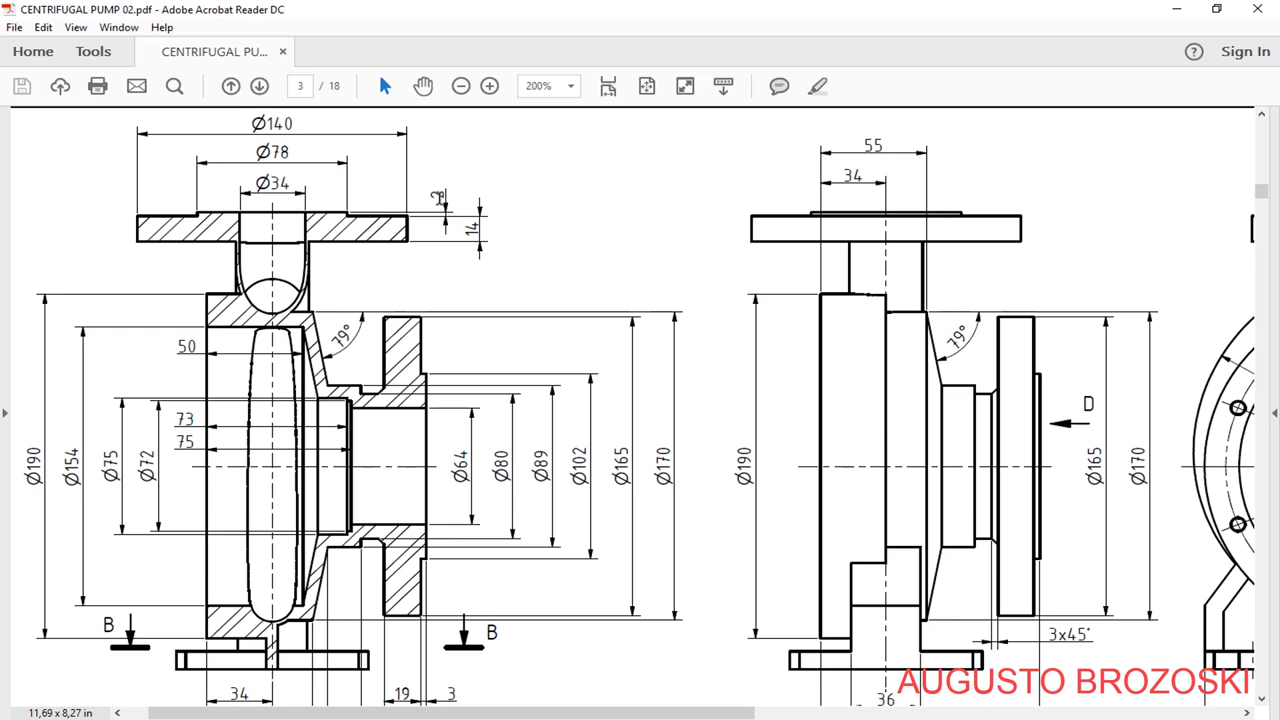 CENTRIFUGAL PUMP 02.pdf - Adobe Acrobat Reader DC
File Edit View Window Help
Home Tools CENTRIFUGAL PU... × Sign In
3 / 18 200%
Ø140
Ø78
Ø34
14
50
79°
73
75
Ø190
Ø154
Ø75
Ø72
Ø64
Ø80
Ø89
Ø102
Ø165
Ø170
B
B
34
19
3
55
34
79°
D
Ø190
Ø165
Ø170
3x45°
36
AUGUSTO BROZOSKI
11,69 x 8,27 in